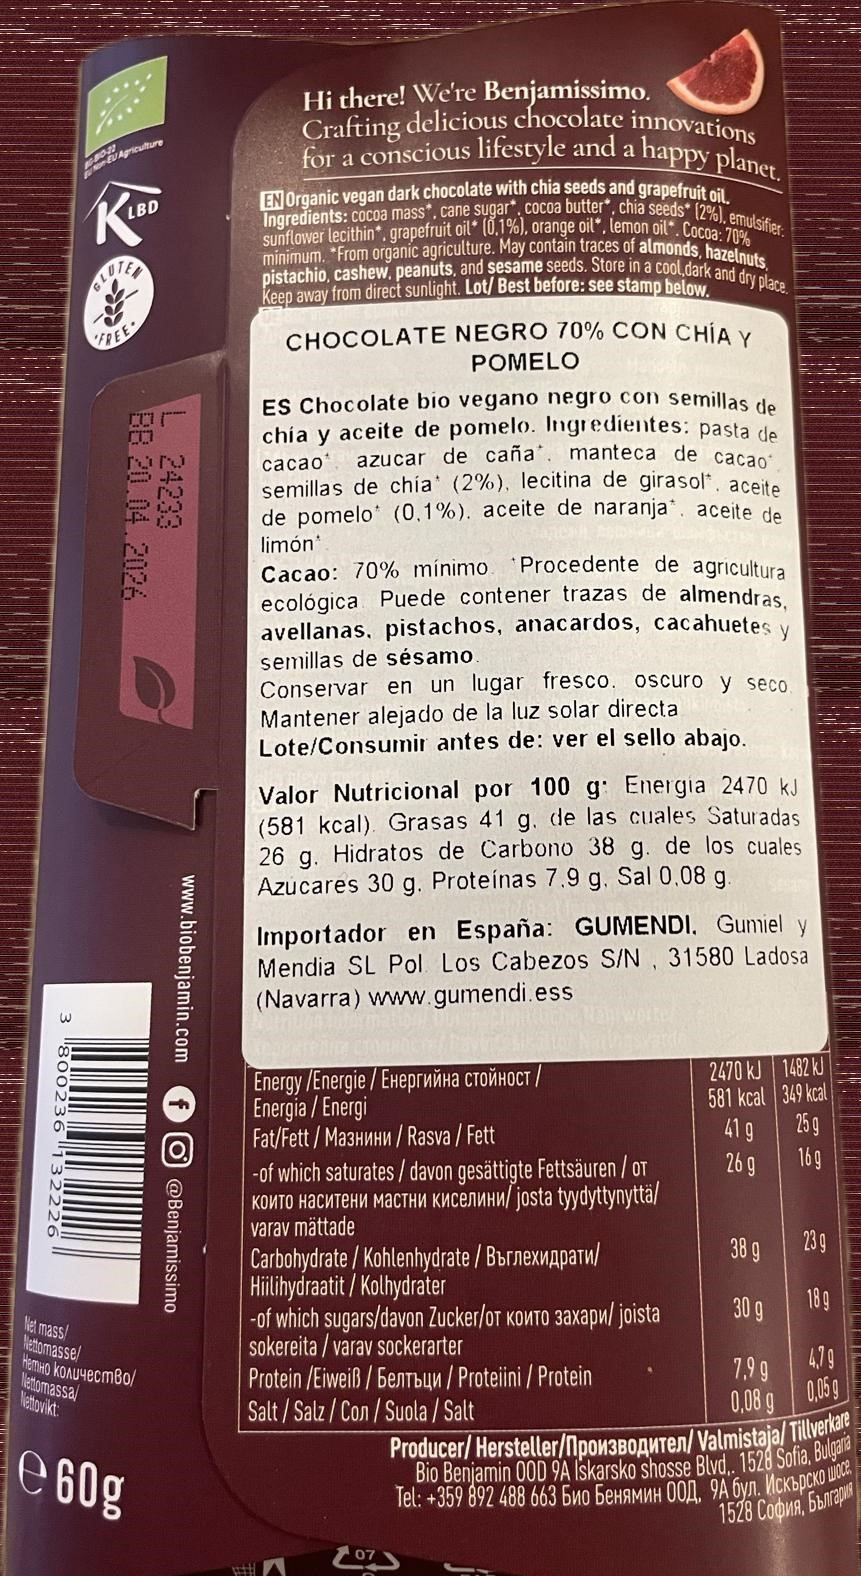 Hi there! We're Benjamissimo.
Crafting delicious chocolate innovations
for a conscious lifestyle and a happy planet.
EN Organic vegan dark chocolate with chia seeds and grapefruit oil.
Ingredients: cocoa mass*, cane sugar*, cocoa butter*, chia seeds* (2%), emulsifier:
sunflower lecithin*, grapefruit oil* (0,1%), orange oil*, lemon oil*. Cocoa: 70%
minimum. *From organic agriculture. May contain traces of almonds, hazelnuts,
pistachio, cashew, peanuts, and sesame seeds. Store in a cool,dark and dry place.
Keep away from direct sunlight. Lot/ Best before: see stamp below.
CHOCOLATE NEGRO 70% CON CHÍA Y
POMELO
ES Chocolate bio vegano negro con semillas de
chía y aceite de pomelo. Ingredientes: pasta de
cacao*, azucar de caña*, manteca de cacao*
semillas de chía* (2%), lecitina de girasol*, aceite
de pomelo* (0,1%), aceite de naranja*, aceite de
limón*
Cacao: 70% mínimo. *Procedente de agricultura
ecológica. Puede contener trazas de almendras,
avellanas, pistachos, anacardos, cacahuetes y
semillas de sésamo.
Conservar en un lugar fresco, oscuro y seco.
Mantener alejado de la luz solar directa
Lote/Consumir antes de: ver el sello abajo.
Valor Nutricional por 100 g: Energía 2470 kJ
(581 kcal). Grasas 41 g, de las cuales Saturadas
26 g, Hidratos de Carbono 38 g, de los cuales
Azúcares 30 g, Proteínas 7,9 g, Sal 0,08 g.
Importador en España: GUMENDI, Gumiel y
Mendia SL Pol. Los Cabezos S/N , 31580 Ladosa
(Navarra) www.gumendi.ess
Energy /Energie / Енергийна стойност / 2470 kJ 1482 kJ
Energia / Energi 581 kcal 349 kcal
Fat/Fett / Мазнини / Rasva / Fett 41 g 25 g
-of which saturates / davon gesättigte Fettsäuren / от 26 g 16 g
които наситени мастни киселини/ josta tyydyttynyttä/
varav mättade
Carbohydrate / Kohlenhydrate / Въглехидрати/ 38 g 23 g
Hiilihydraatit / Kolhydrater
-of which sugars/davon Zucker/от които захари/ joista 30 g 18 g
sokereita / varav sockerarter
Protein /Eiweiß / Белтъци / Proteiini / Protein 7,9 g 4,7 g
Salt / Salz / Сол / Suola / Salt 0,08 g 0,05 g
Producer/ Hersteller/Производител/ Valmistaja/ Tillverkare
Bio Benjamin OOD 9A Iskarsko shosse Blvd,. 1528 Sofia, Bulgaria
Tel: +359 892 488 663 Био Бенямин ООД, 9А бул. Искърско шосе,
1528 София, България
BG-BIO-22
EU Non-EU Agriculture
K LBD
GLUTEN
FREE
L 24233
BB 20.04.2026
www.biobenjamin.com
@Benjamissimo
3 800236 132226
Net mass/
Nettomasse/
Нетно количество/
Nettomassa/
Nettovikt:
e 60g
07